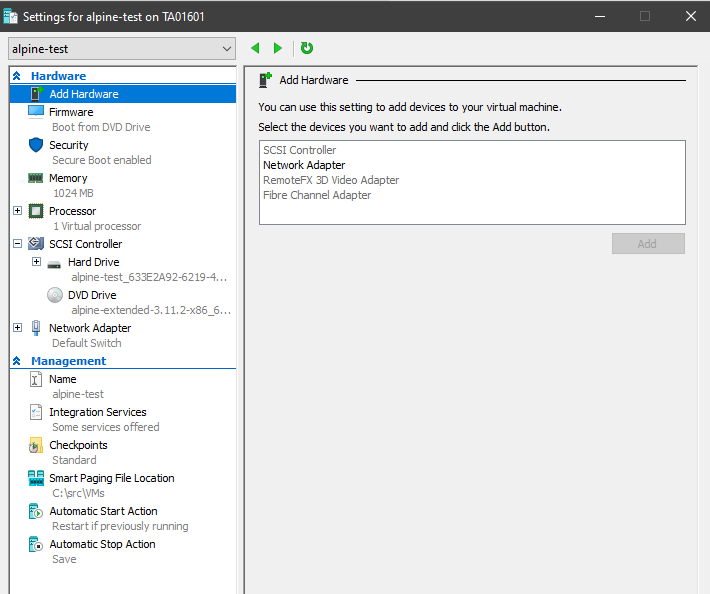 Settings for alpine-test on TA01601
alpine-test
Hardware
Add Hardware
Firmware
Boot from DVD Drive
Security
Secure Boot enabled
Memory
1024 MB
Processor
1 Virtual processor
SCSI Controller
Hard Drive
alpine-test_633E2A92-6219-4...
DVD Drive
alpine-extended-3.11.2-x86_6...
Network Adapter
Default Switch
Management
Name
alpine-test
Integration Services
Some services offered
Checkpoints
Standard
Smart Paging File Location
C:\src\VMs
Automatic Start Action
Restart if previously running
Automatic Stop Action
Save
Add Hardware
You can use this setting to add devices to your virtual machine.
Select the devices you want to add and click the Add button.
SCSI Controller
Network Adapter
RemoteFX 3D Video Adapter
Fibre Channel Adapter
Add